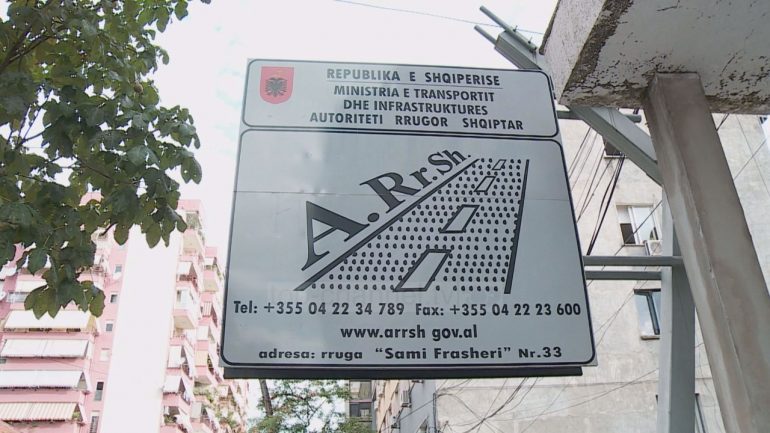 REPUBLIKA E SHQIPERISE
MINISTRIA E TRANSPORTIT
DHE INFRASTRUKTURES
AUTORITETI RRUGOR SHQIPTAR
A.Rr.Sh
Tel: +355 04 22 34 789 Fax: +355 04 22 23 600
www.arrsh gov.al
adresa: rruga "Sami Frasheri" Nr.33